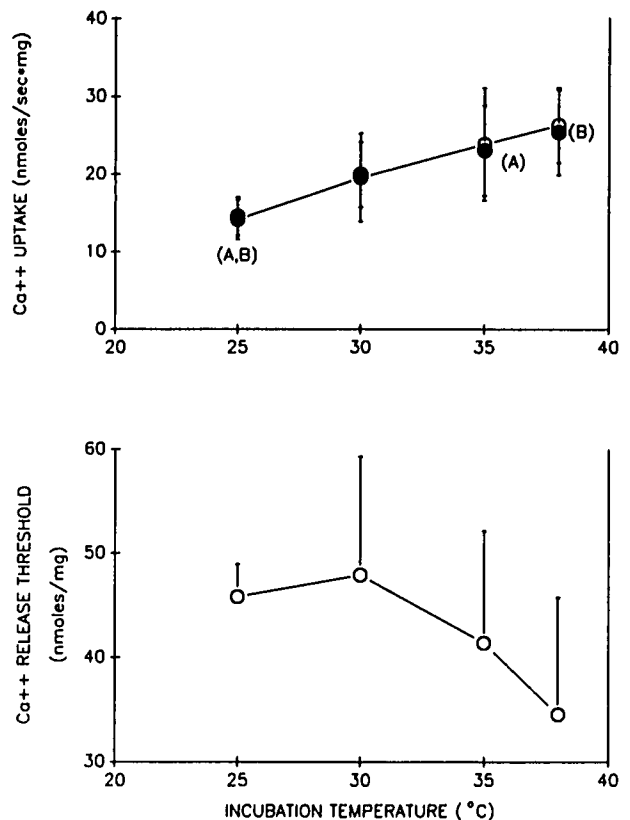 40
30
20
10
0
Ca++ UPTAKE (nmoles/sec•mg)
(A,B)
(A)
(B)
20 25 30 35 40
60
50
40
30
Ca++ RELEASE THRESHOLD
(nmoles/mg)
20 25 30 35 40
INCUBATION TEMPERATURE (°C)